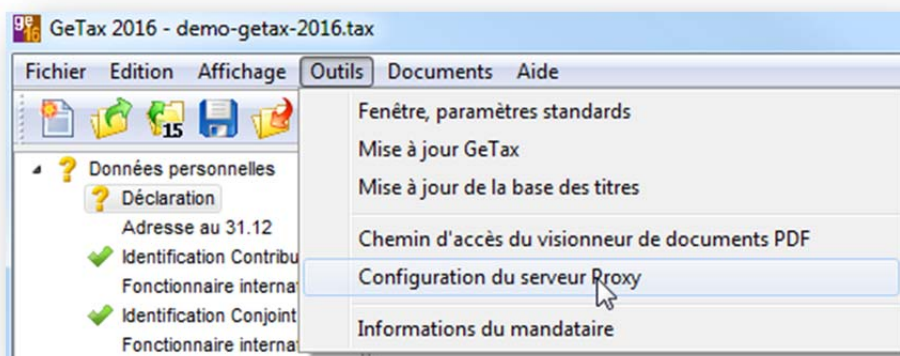 GeTax 2016 - demo-getax-2016.tax
Fichier Edition Affichage Outils Documents Aide
15
Fenêtre, paramètres standards
Mise à jour GeTax
Mise à jour de la base des titres
Chemin d'accès du visionneur de documents PDF
Configuration du serveur Proxy
Informations du mandataire
Données personnelles
Déclaration
Adresse au 31.12
Identification Contribu
Fonctionnaire interna
Identification Conjoint
Fonctionnaire interna